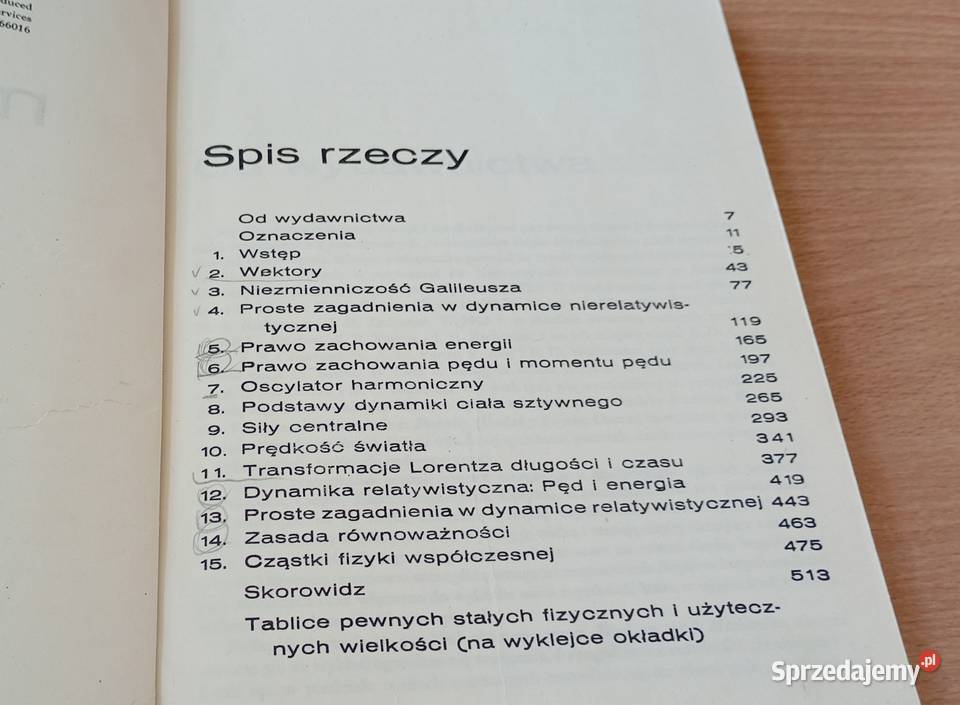 duced
rvices
66016
Spis rzeczy
Od wydawnictwa 7
Oznaczenia 11
1. Wstęp 5
2. Wektory 43
3. Niezmienniczość Galileusza 77
4. Proste zagadnienia w dynamice nierelatywis-
tycznej 119
5. Prawo zachowania energii 165
6. Prawo zachowania pędu i momentu pędu 197
7. Oscylator harmoniczny 225
8. Podstawy dynamiki ciała sztywnego 265
9. Siły centralne 293
10. Prędkość światła 341
11. Transformacje Lorentza długości i czasu 377
12. Dynamika relatywistyczna: Pęd i energia 419
13. Proste zagadnienia w dynamice relatywistycznej 443
14. Zasada równoważności 463
15. Cząstki fizyki współczesnej 475
Skorowidz 513
Tablice pewnych stałych fizycznych i użytecz-
nych wielkości (na wyklejce okładki)
Sprzedajemy.pl